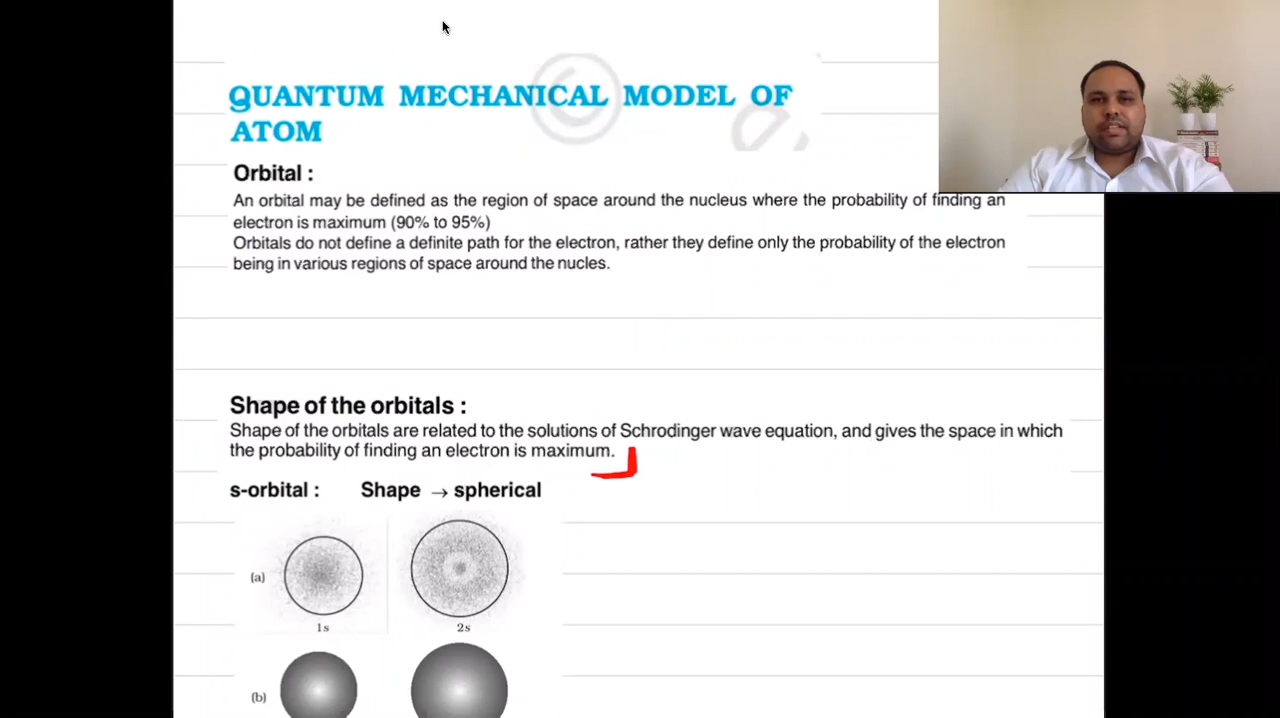 QUANTUM MECHANICAL MODEL OF
ATOM
Orbital :
An orbital may be defined as the region of space around the nucleus where the probability of finding an
electron is maximum (90% to 95%)
Orbitals do not define a definite path for the electron, rather they define only the probability of the electron
being in various regions of space around the nucles.
Shape of the orbitals :
Shape of the orbitals are related to the solutions of Schrodinger wave equation, and gives the space in which
the probability of finding an electron is maximum.
s-orbital : Shape → spherical
(a)
1s 2s
(b)